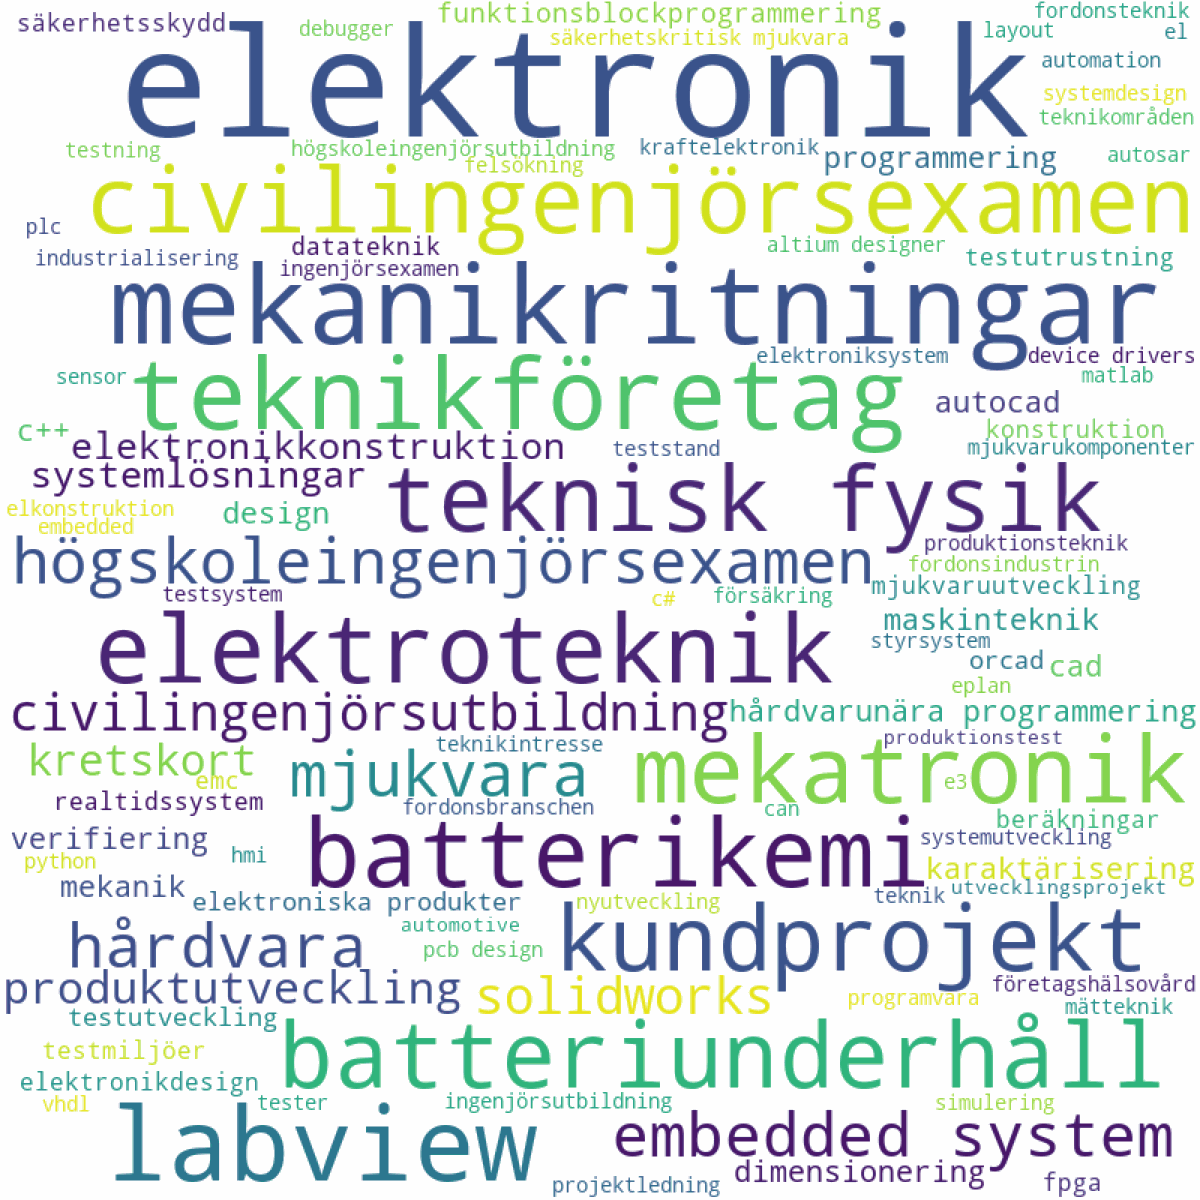 säkerhetsskydd
debugger
funktionsblockprogrammering
säkerhetskritisk mjukvara
fordonsteknik
layout
el
elektronik
automation
systemdesign
teknikområden
testning
högskoleingenjörsutbildning
felsökning
kraftelektronik
programmering
autosar
civilingenjörsexamen
plc
industrialisering
datateknik
ingenjörsexamen
altium designer
testutrustning
mekanikritningar
elektroniksystem
device drivers
sensor
teknikföretag
matlab
autocad
c++
elektronikkonstruktion
teststand
konstruktion
mjukvarukomponenter
systemlösningar
teknisk fysik
elkonstruktion
embedded
design
produktionsteknik
högskoleingenjörsexamen
fordonsindustrin
testsystem
c#
försäkring
mjukvaruutveckling
elektroteknik
maskinteknik
styrsystem
orcad
cad
eplan
civilingenjörsutbildning
hårdvarunära programmering
kretskort
emc
mjukvara
teknikintresse
produktionstest
mekatronik
e3
realtidssystem
fordonsbranschen
can
beräkningar
verifiering
python
hmi
batterikemi
systemutveckling
karaktärisering
mekanik
elektroniska produkter
nyutveckling
teknik
utvecklingsprojekt
hårdvara
automotive
pcb design
kundprojekt
produktutveckling
solidworks
programvara
företagshälsovård
mätteknik
testutveckling
testmiljöer
batteriunderhåll
elektronikdesign
vhdl
tester
ingenjörsutbildning
simulering
labview
embedded system
projektledning
dimensionering
fpga